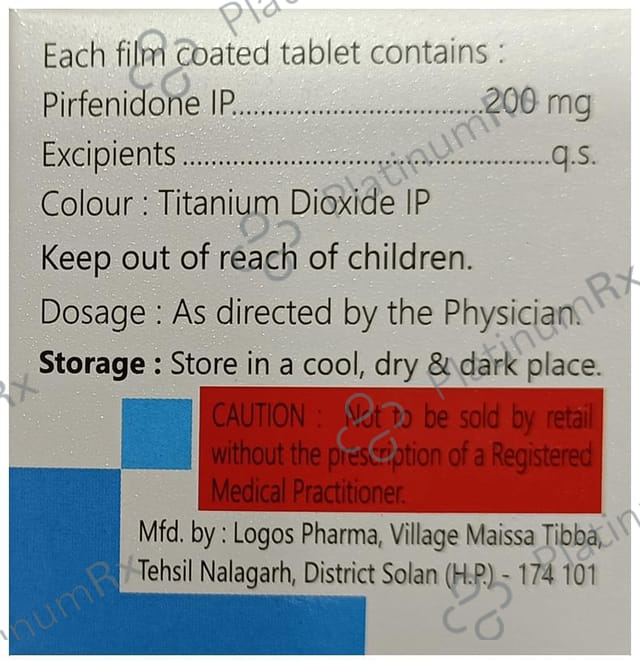 Each film coated tablet contains :
Pirfenidone IP..................................200 mg
Excipients ..................................................q.s.
Colour : Titanium Dioxide IP
Keep out of reach of children.
Dosage : As directed by the Physician.
Storage : Store in a cool, dry & dark place.
CAUTION : Not to be sold by retail
without the prescription of a Registered
Medical Practitioner.
Mfd. by : Logos Pharma, Village Maissa Tibba,
Tehsil Nalagarh, District Solan (H.P.) - 174 101
PlatinumRx
PlatinumRx